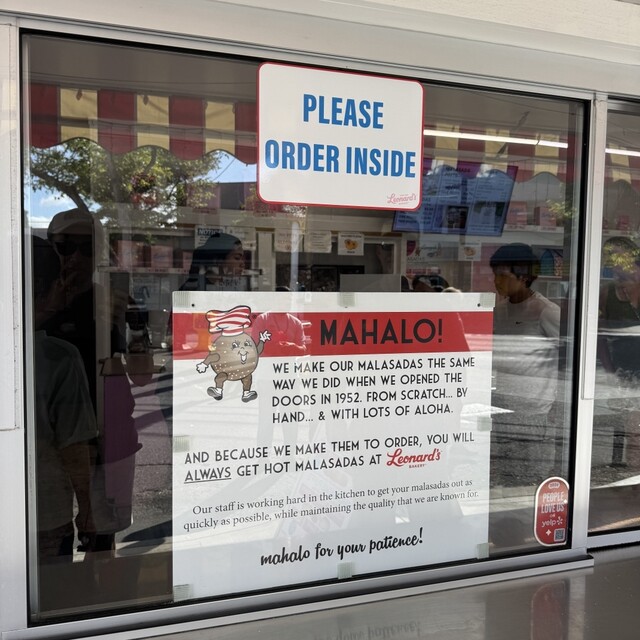 PLEASE
ORDER INSIDE
Leonard's
MAHALO!
WE MAKE OUR MALASADAS THE SAME
WAY WE DID WHEN WE OPENED THE
DOORS IN 1952. FROM SCRATCH... BY
HAND... & WITH LOTS OF ALOHA.
AND BECAUSE WE MAKE THEM TO ORDER, YOU WILL
ALWAYS GET HOT MALASADAS AT Leonard's
BAKERY
Our staff is working hard in the kitchen to get your malasadas out as
quickly as possible, while maintaining the quality that we are known for.
mahalo for your patience!
PEOPLE
LOVE US
ON
yelp